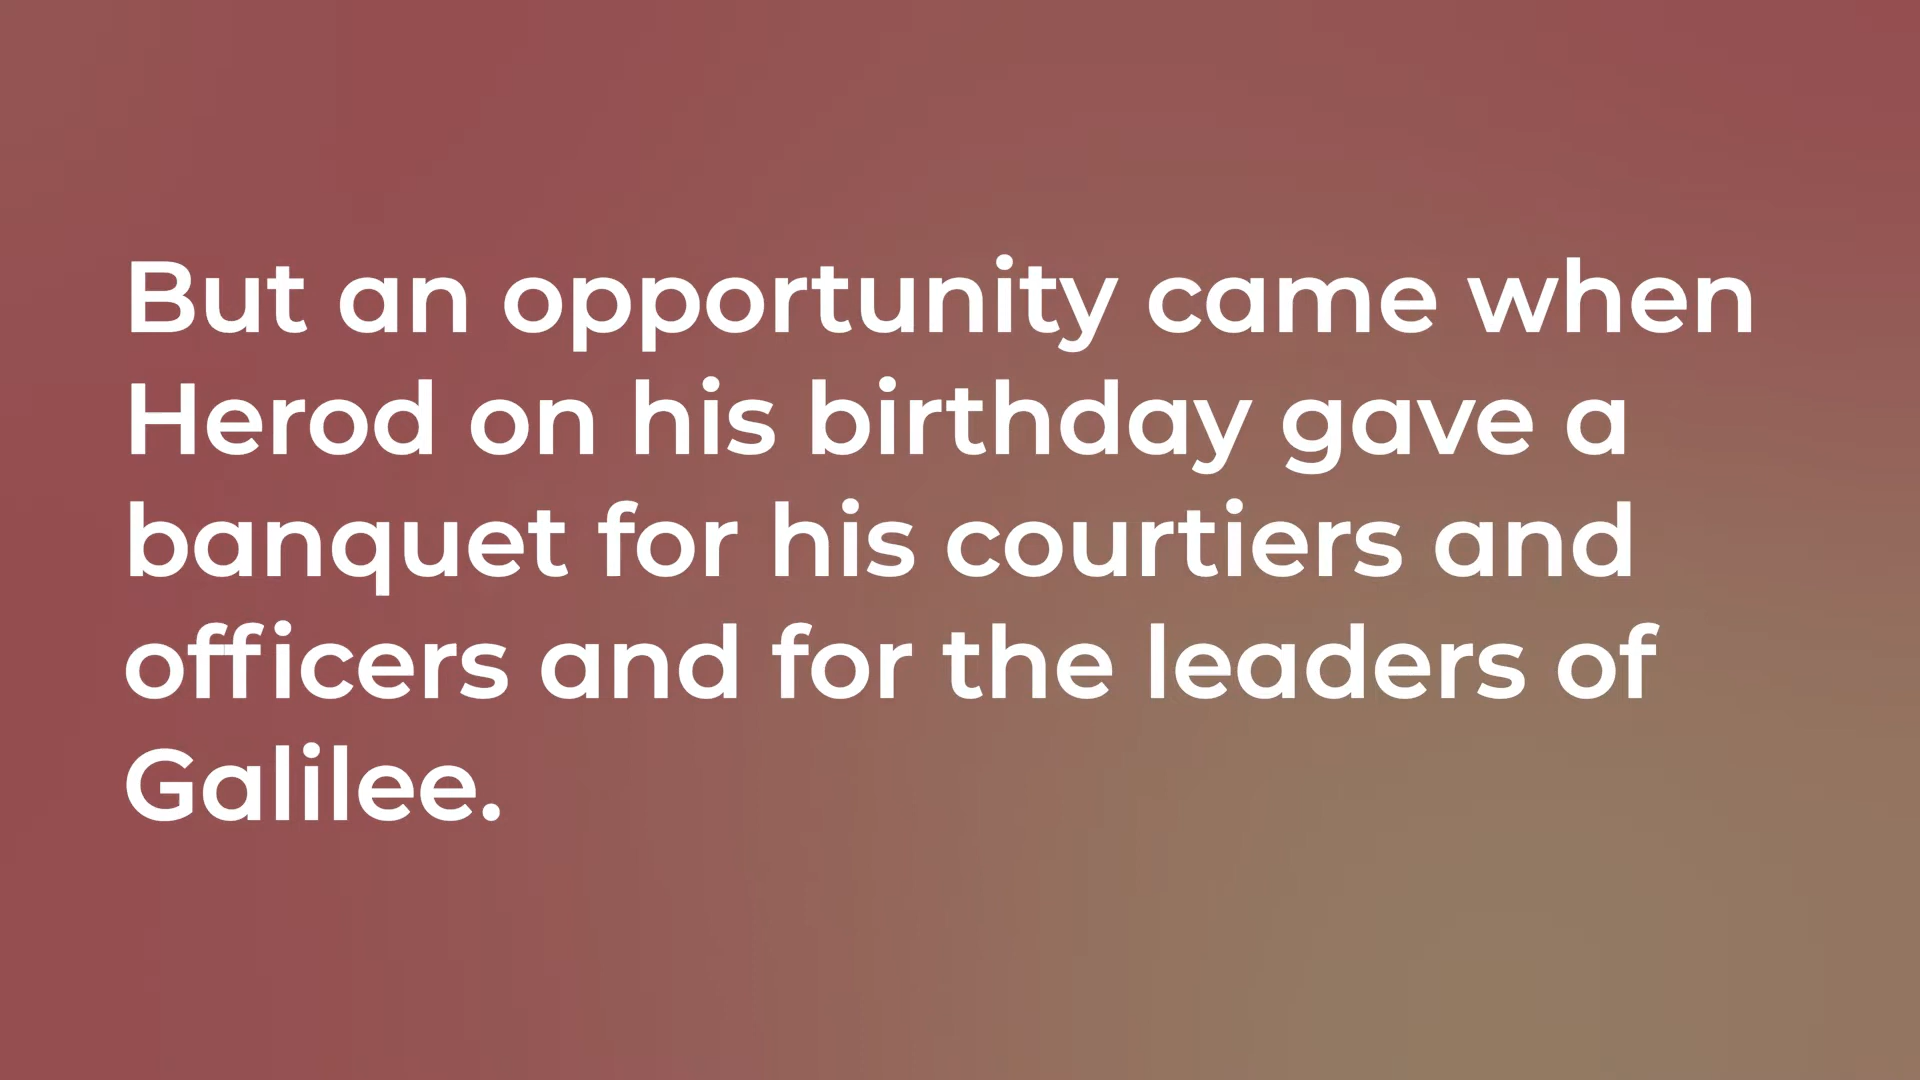 But an opportunity came when
Herod on his birthday gave a
banquet for his courtiers and
officers and for the leaders of
Galilee.